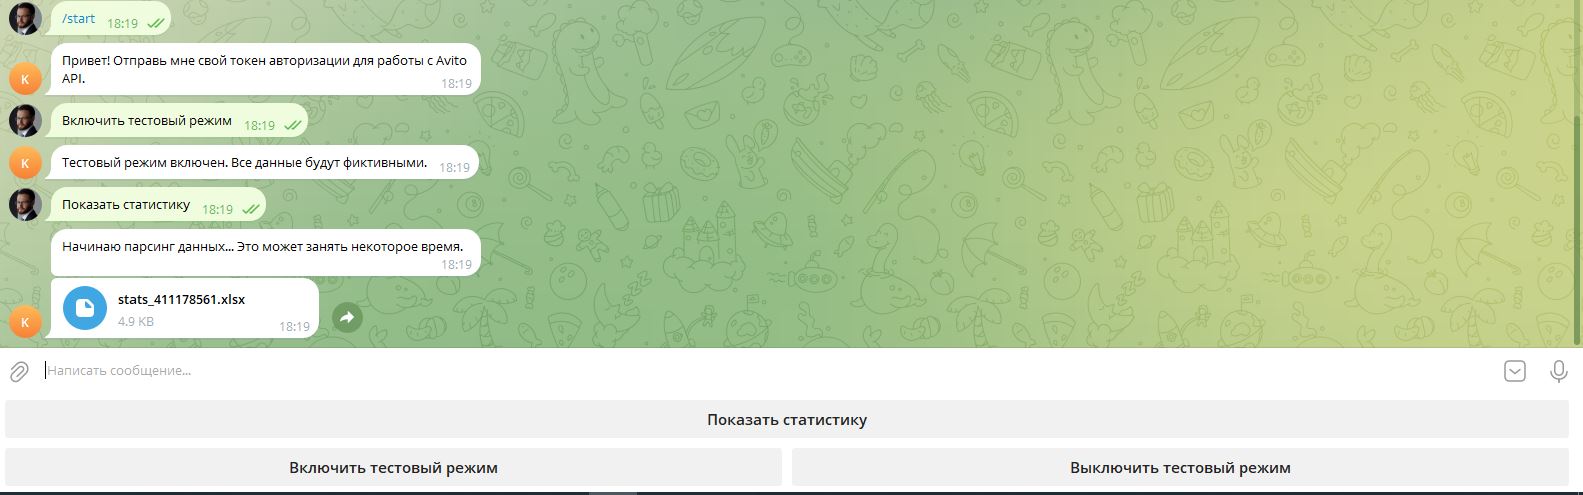 /start 18:19
Привет! Отправь мне свой токен авторизации для работы с Avito
API. 18:19
К
Включить тестовый режим 18:19
Тестовый режим включен. Все данные будут фиктивными. 18:19
К
Показать статистику 18:19
Начинаю парсинг данных... Это может занять некоторое время.
18:19
stats_411178561.xlsx
4.9 KB 18:19
К
Написать сообщение...
Показать статистику
Включить тестовый режим Выключить тестовый режим